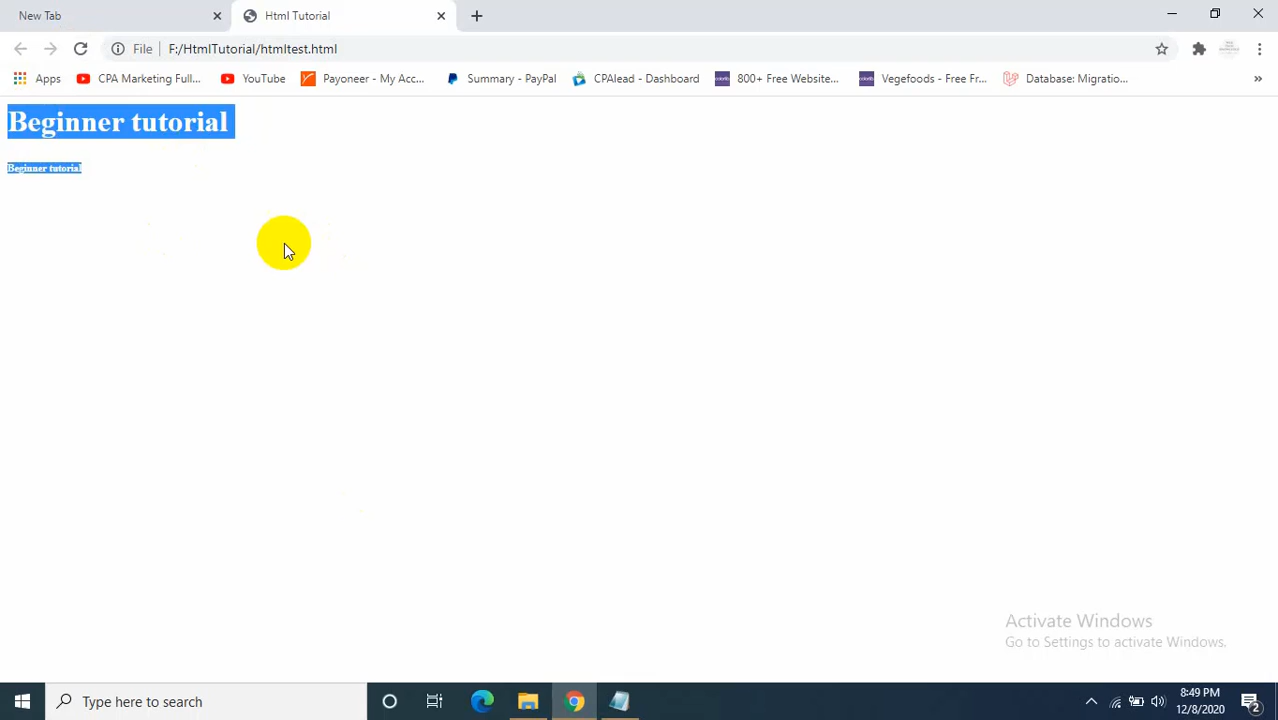 New Tab
Html Tutorial
File
F:/HtmlTutorial/htmltest.html
Apps
CPA Marketing Full...
YouTube
Payoneer - My Acc...
Summary - PayPal
CPAlead - Dashboard
800+ Free Website...
Vegefoods - Free Fr...
Database: Migratio...
»
Beginner tutorial
Beginner tutorial
Activate Windows
Go to Settings to activate Windows.
Type here to search
8:49 PM
12/8/2020
2